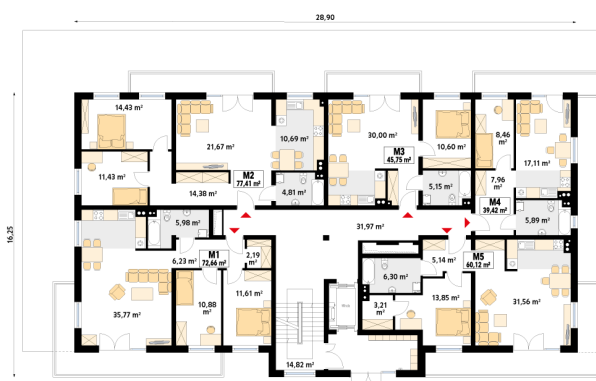 28,90
16,25
14,43 m²
21,67 m²
10,69 m²
30,00 m²
10,60 m²
8,46 m²
17,11 m²
M3
45,75 m²
11,43 m²
M2
77,41 m²
14,38 m²
4,81 m²
5,15 m²
7,96 m²
M4
39,42 m²
5,98 m²
31,97 m²
5,89 m²
6,23 m²
M1
72,66 m²
2,19 m²
5,14 m²
M5
60,12 m²
6,30 m²
10,88 m²
11,61 m²
3,21 m²
13,85 m²
31,56 m²
35,77 m²
14,82 m²